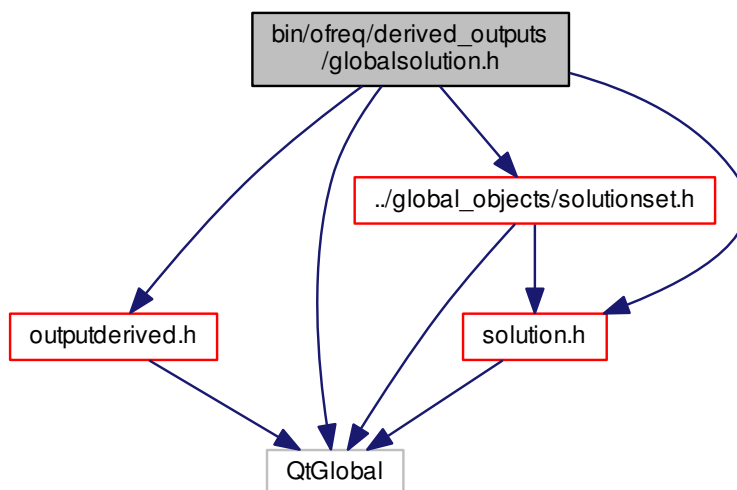 bin/ofreq/derived_outputs
/globalsolution.h
../global_objects/solutionset.h
outputderived.h
solution.h
QtGlobal